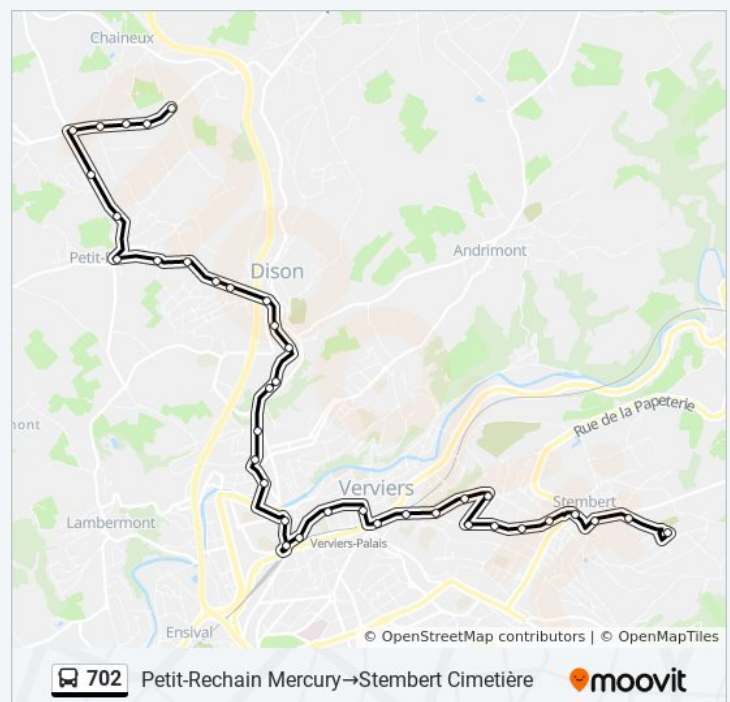 Chaineux
Dison
Petit-
Andrimont
Rue de la Papeterie
mont
Verviers
Stembert
Lambermont
Verviers-Palais
Ensival
© OpenStreetMap contributors | © OpenMapTiles
702 Petit-Rechain Mercury→Stembert Cimetière moovit